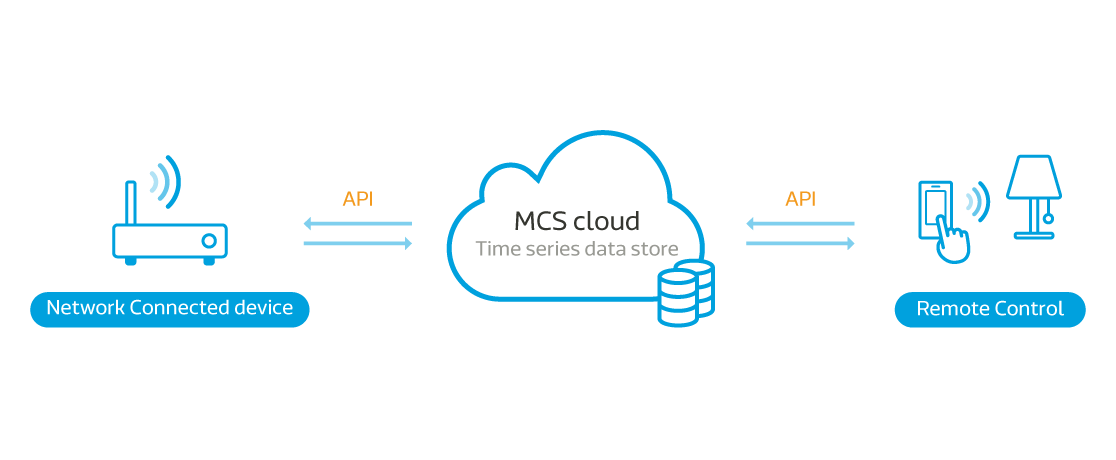 API
API
MCS cloud
Time series data store
Network Connected device
Remote Control